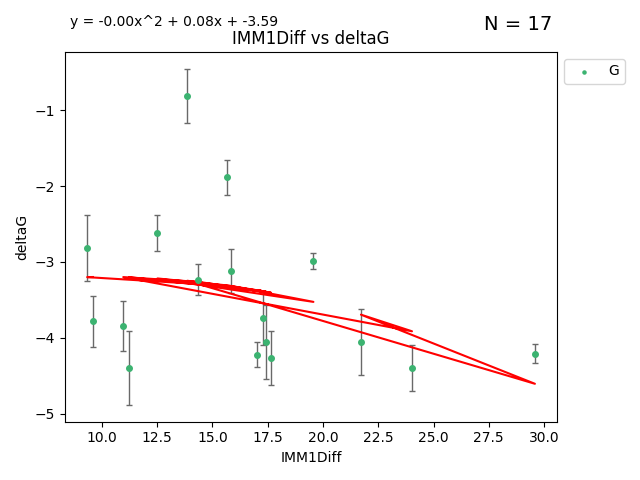 y = -0.00x^2 + 0.08x + -3.59
N = 17
IMM1Diff vs deltaG
G
deltaG
−1
−2
−3
−4
−5
10.0 12.5 15.0 17.5 20.0 22.5 25.0 27.5 30.0
IMM1Diff